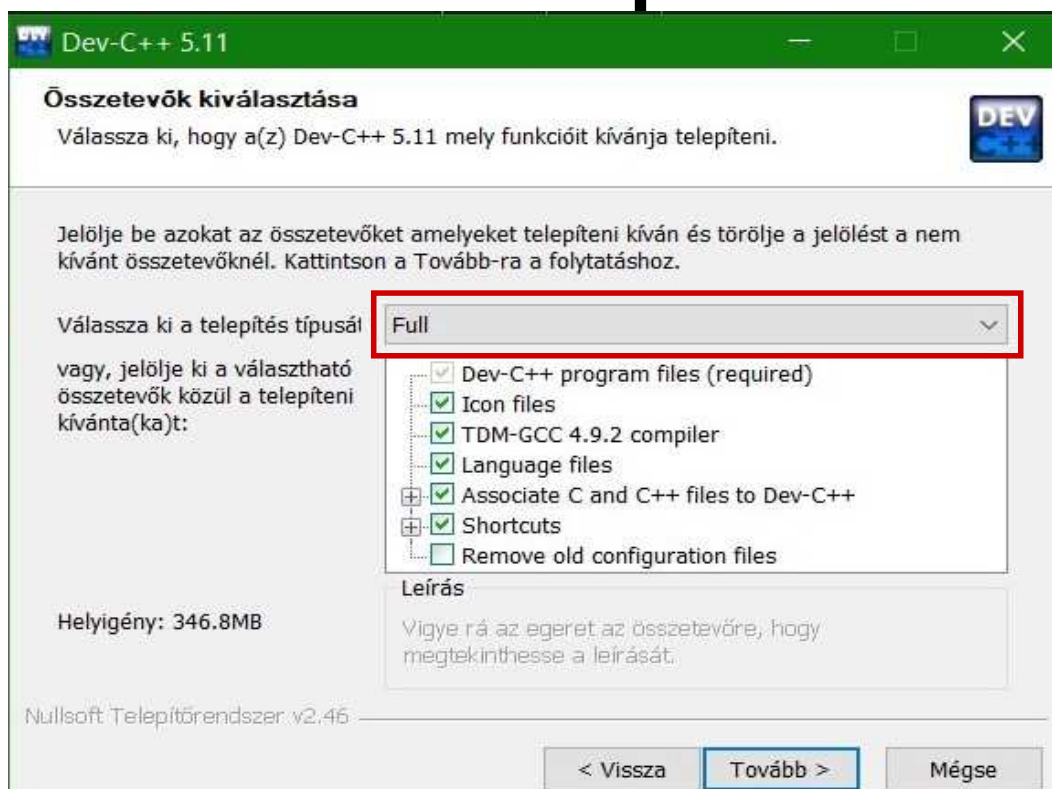 Dev-C++ 5.11
Összetevők kiválasztása
Válassza ki, hogy a(z) Dev-C++ 5.11 mely funkcióit kívánja telepíteni.
DEV
C++
Jelölje be azokat az összetevőket amelyeket telepíteni kíván és törölje a jelölést a nem
kívánt összetevőknél. Kattintson a Tovább-ra a folytatáshoz.
Válassza ki a telepítés típusát
Full
vagy, jelölje ki a választható
összetevők közül a telepíteni
kívánta(ka)t:
Dev-C++ program files (required)
Icon files
TDM-GCC 4.9.2 compiler
Language files
Associate C and C++ files to Dev-C++
Shortcuts
Remove old configuration files
Helyigény: 346.8MB
Leírás
Vigye rá az egeret az összetevőre, hogy
megtekinthesse a leírását.
Nullsoft Telepítőrendszer v2.46
< Vissza
Tovább >
Mégse